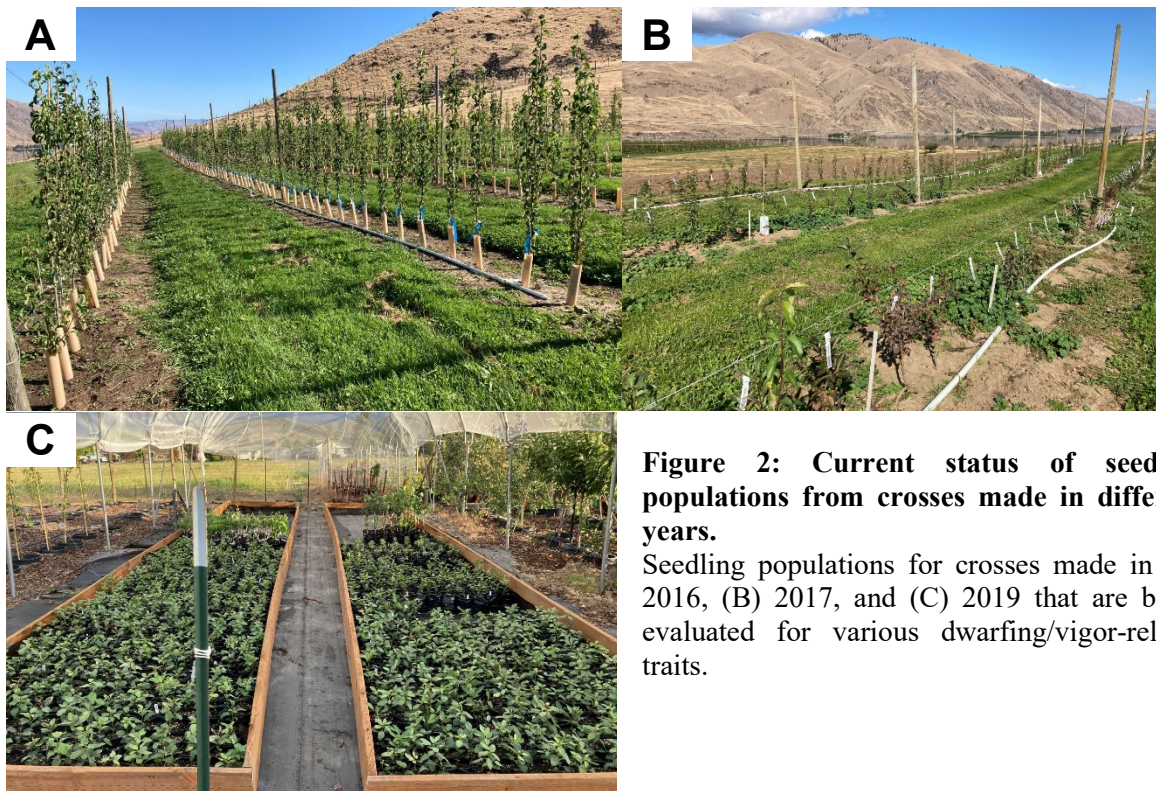 A
B
C
Figure 2: Current status of seed
populations from crosses made in diffe
years.
Seedling populations for crosses made in
2016, (B) 2017, and (C) 2019 that are b
evaluated for various dwarfing/vigor-rel
traits.